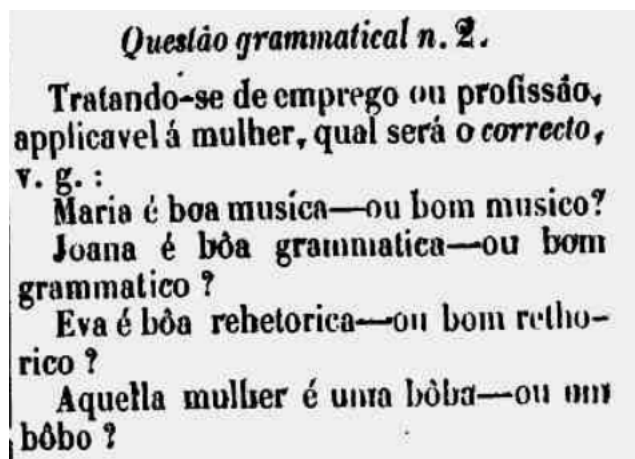 Questão grammatical n. 2.
Tratando-se de emprego ou profissão,
applicavel á mulher, qual será o correcto,
v. g. :
Maria é boa musica—ou bom musico?
Joana é bôa grammatica—ou bom
grammatico ?
Eva é bôa rehetorica—ou bom retho-
rico ?
Aquella mulher é uma bôba—ou um
bôbo ?